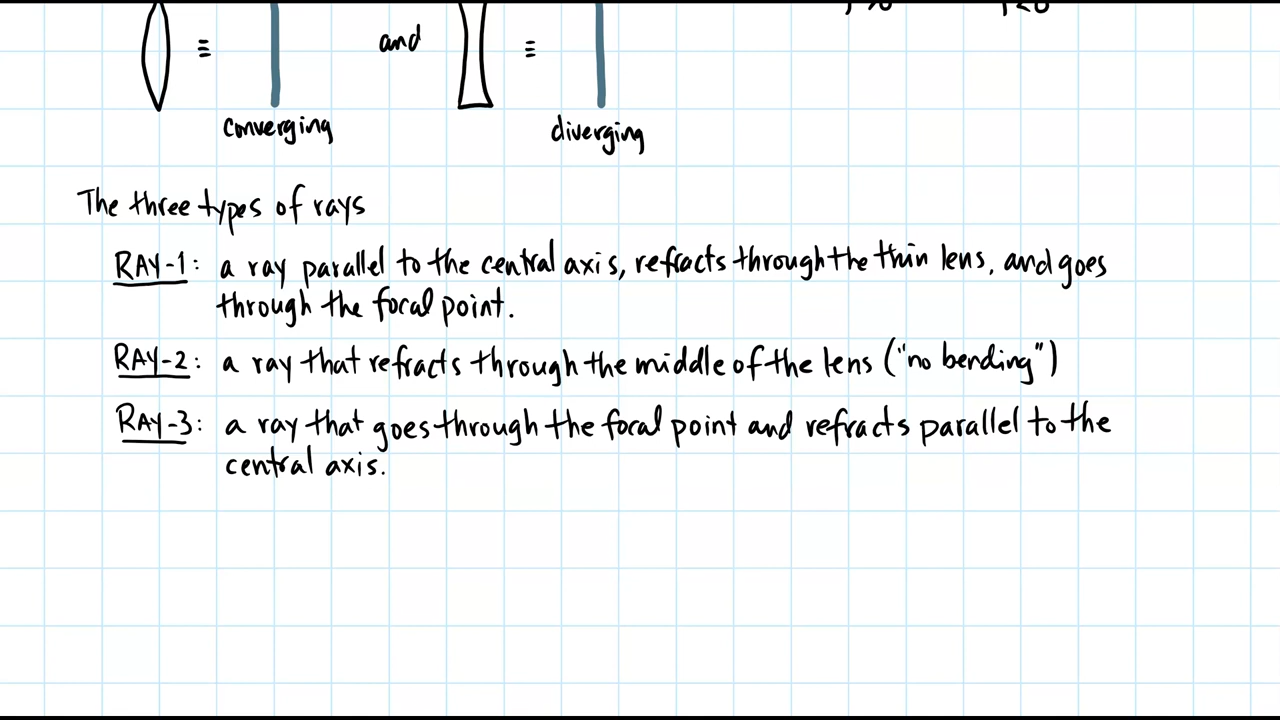 ≡ and ≡
converging diverging
The three types of rays
RAY-1: a ray parallel to the central axis, refracts through the thin lens, and goes
through the focal point.
RAY-2: a ray that refracts through the middle of the lens ("no bending")
RAY-3: a ray that goes through the focal point and refracts parallel to the
central axis.